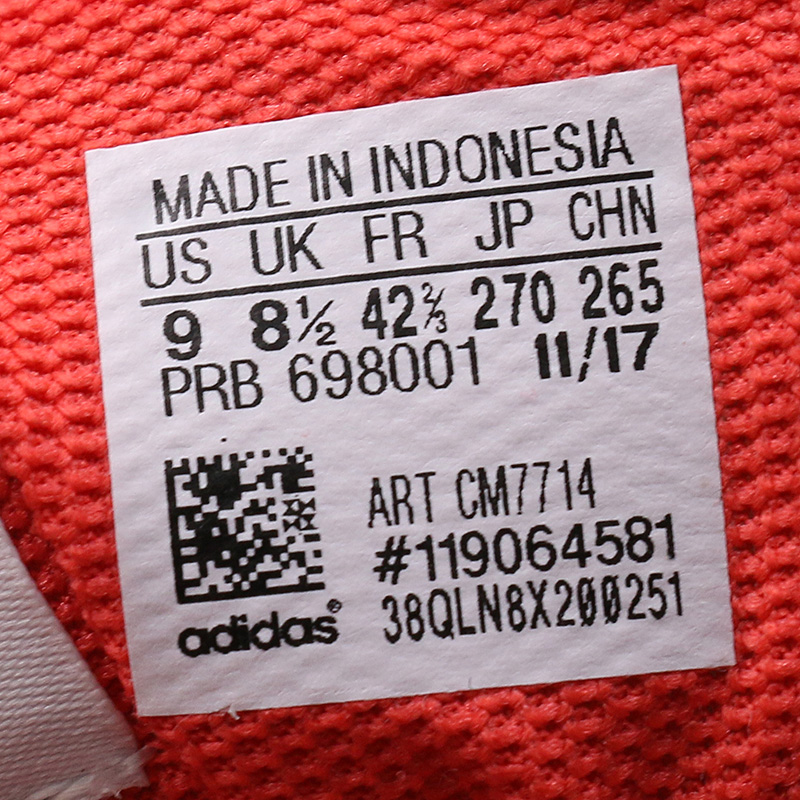 MADE IN INDONESIA
US UK FR JP CHN
9 8½ 42⅔ 270 265
PRB 698001 11/17
ART CM7714
#119064581
adidas® 38QLN8X200251